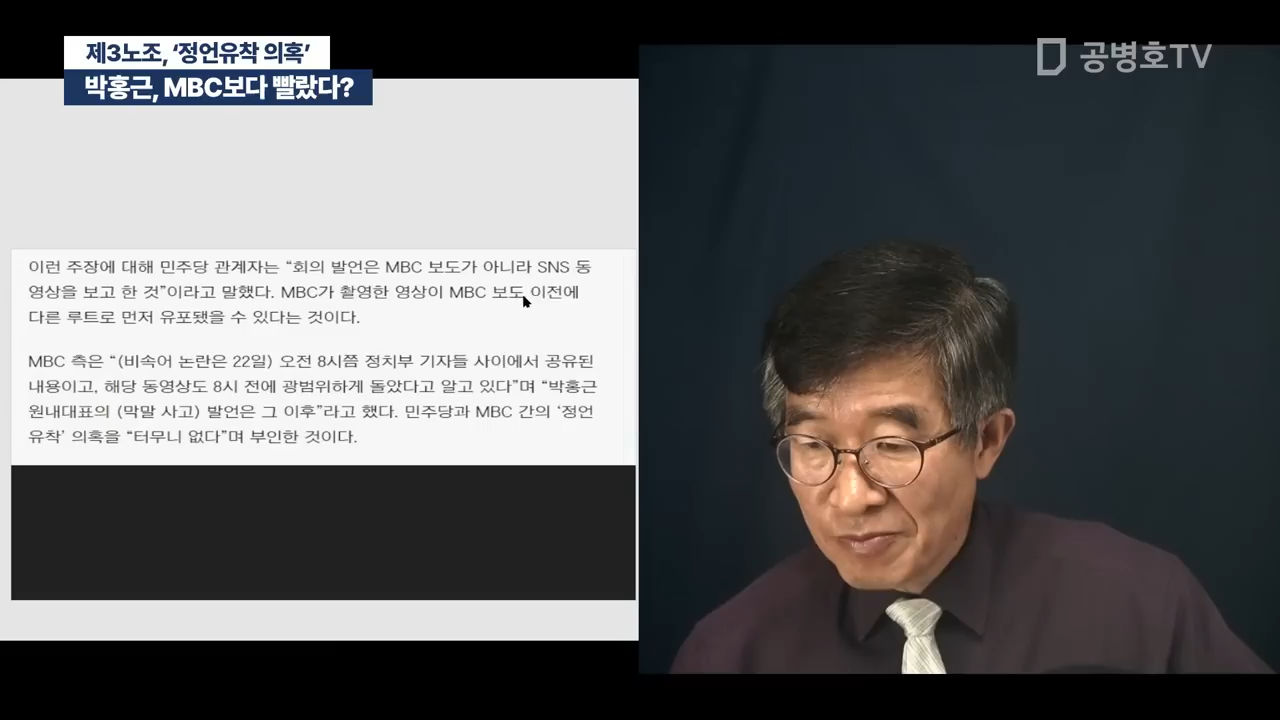 제3노조, ‘정언유착 의혹’
박홍근, MBC보다 빨랐다?
공병호TV
이런 주장에 대해 민주당 관계자는 “회의 발언은 MBC 보도가 아니라 SNS 동
영상을 보고 한 것”이라고 말했다. MBC가 촬영한 영상이 MBC 보도 이전에
다른 루트로 먼저 유포됐을 수 있다는 것이다.
MBC 측은 “(비속어 논란은 22일) 오전 8시쯤 정치부 기자들 사이에서 공유된
내용이고, 해당 동영상도 8시 전에 광범위하게 돌았다고 알고 있다”며 “박홍근
원내대표의 (막말 사고) 발언은 그 이후”라고 했다. 민주당과 MBC 간의 ‘정언
유착’ 의혹을 “터무니 없다”며 부인한 것이다.